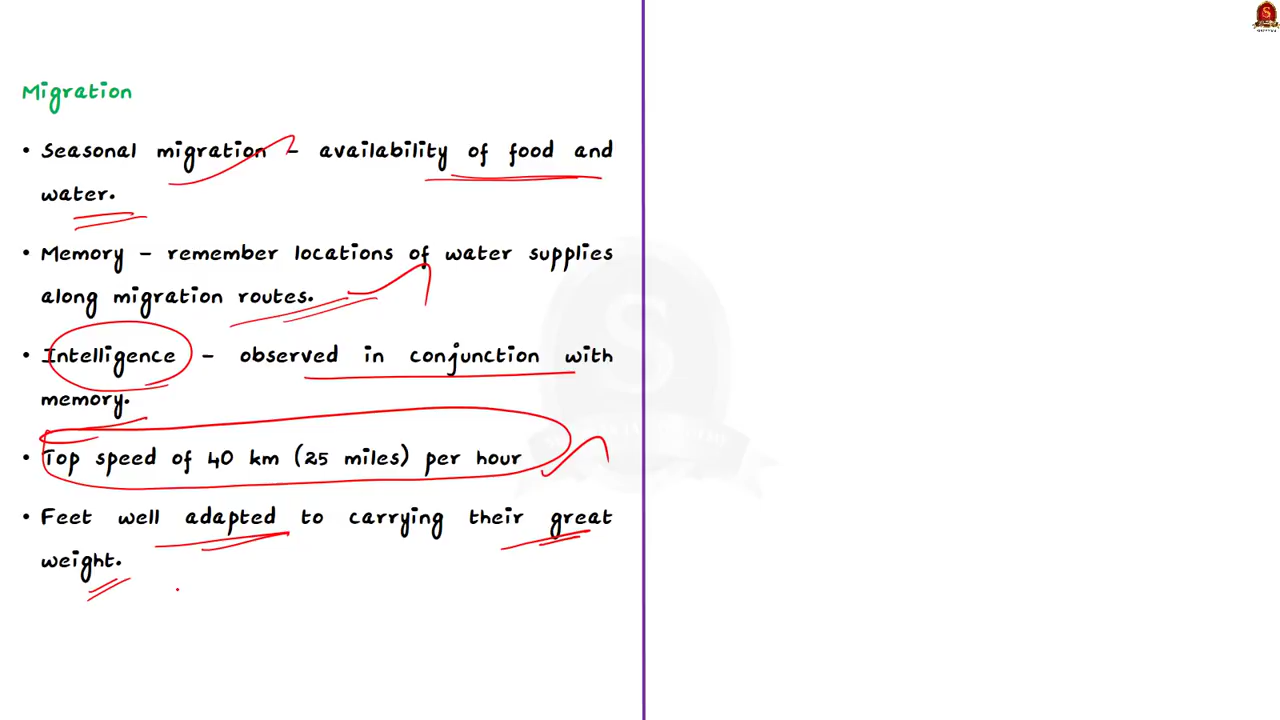 Migration
• Seasonal migration – availability of food and
water.
• Memory – remember locations of water supplies
along migration routes.
• Intelligence – observed in conjunction with
memory.
• Top speed of 40 km (25 miles) per hour
• Feet well adapted to carrying their great
weight.
S
S